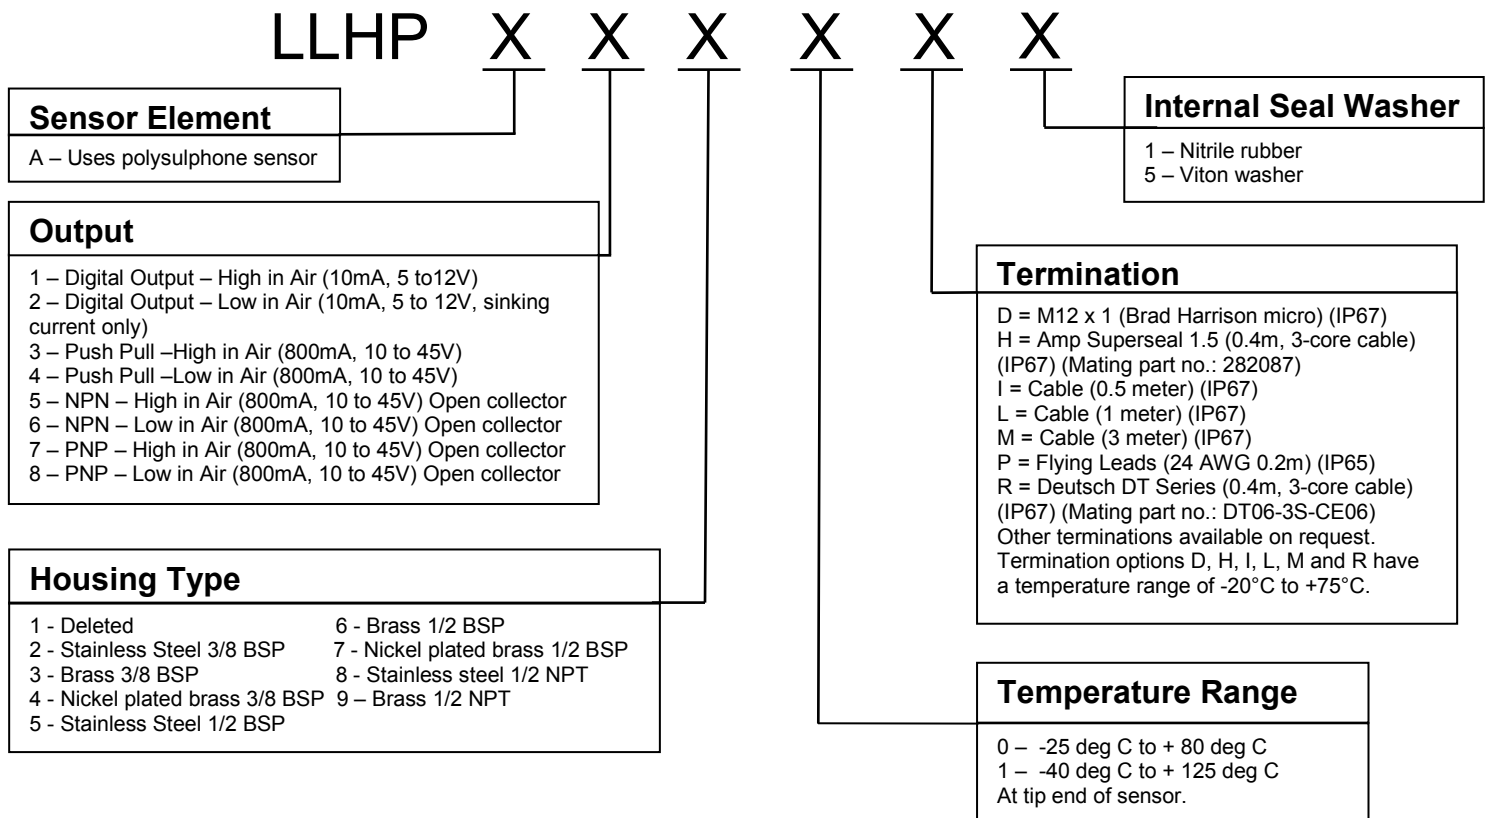 LLHP X X X X X X
Sensor Element
A – Uses polysulphone sensor
Internal Seal Washer
1 – Nitrile rubber
5 – Viton washer
Output
1 – Digital Output – High in Air (10mA, 5 to12V)
2 – Digital Output – Low in Air (10mA, 5 to 12V, sinking
current only)
3 – Push Pull –High in Air (800mA, 10 to 45V)
4 – Push Pull –Low in Air (800mA, 10 to 45V)
5 – NPN – High in Air (800mA, 10 to 45V) Open collector
6 – NPN – Low in Air (800mA, 10 to 45V) Open collector
7 – PNP – High in Air (800mA, 10 to 45V) Open collector
8 – PNP – Low in Air (800mA, 10 to 45V) Open collector
Termination
D = M12 x 1 (Brad Harrison micro) (IP67)
H = Amp Superseal 1.5 (0.4m, 3-core cable)
(IP67) (Mating part no.: 282087)
I = Cable (0.5 meter) (IP67)
L = Cable (1 meter) (IP67)
M = Cable (3 meter) (IP67)
P = Flying Leads (24 AWG 0.2m) (IP65)
R = Deutsch DT Series (0.4m, 3-core cable)
(IP67) (Mating part no.: DT06-3S-CE06)
Other terminations available on request.
Termination options D, H, I, L, M and R have
a temperature range of -20°C to +75°C.
Housing Type
1 - Deleted
2 - Stainless Steel 3/8 BSP
3 - Brass 3/8 BSP
4 - Nickel plated brass 3/8 BSP
5 - Stainless Steel 1/2 BSP
6 - Brass 1/2 BSP
7 - Nickel plated brass 1/2 BSP
8 - Stainless steel 1/2 NPT
9 – Brass 1/2 NPT
Temperature Range
0 – -25 deg C to + 80 deg C
1 – -40 deg C to + 125 deg C
At tip end of sensor.